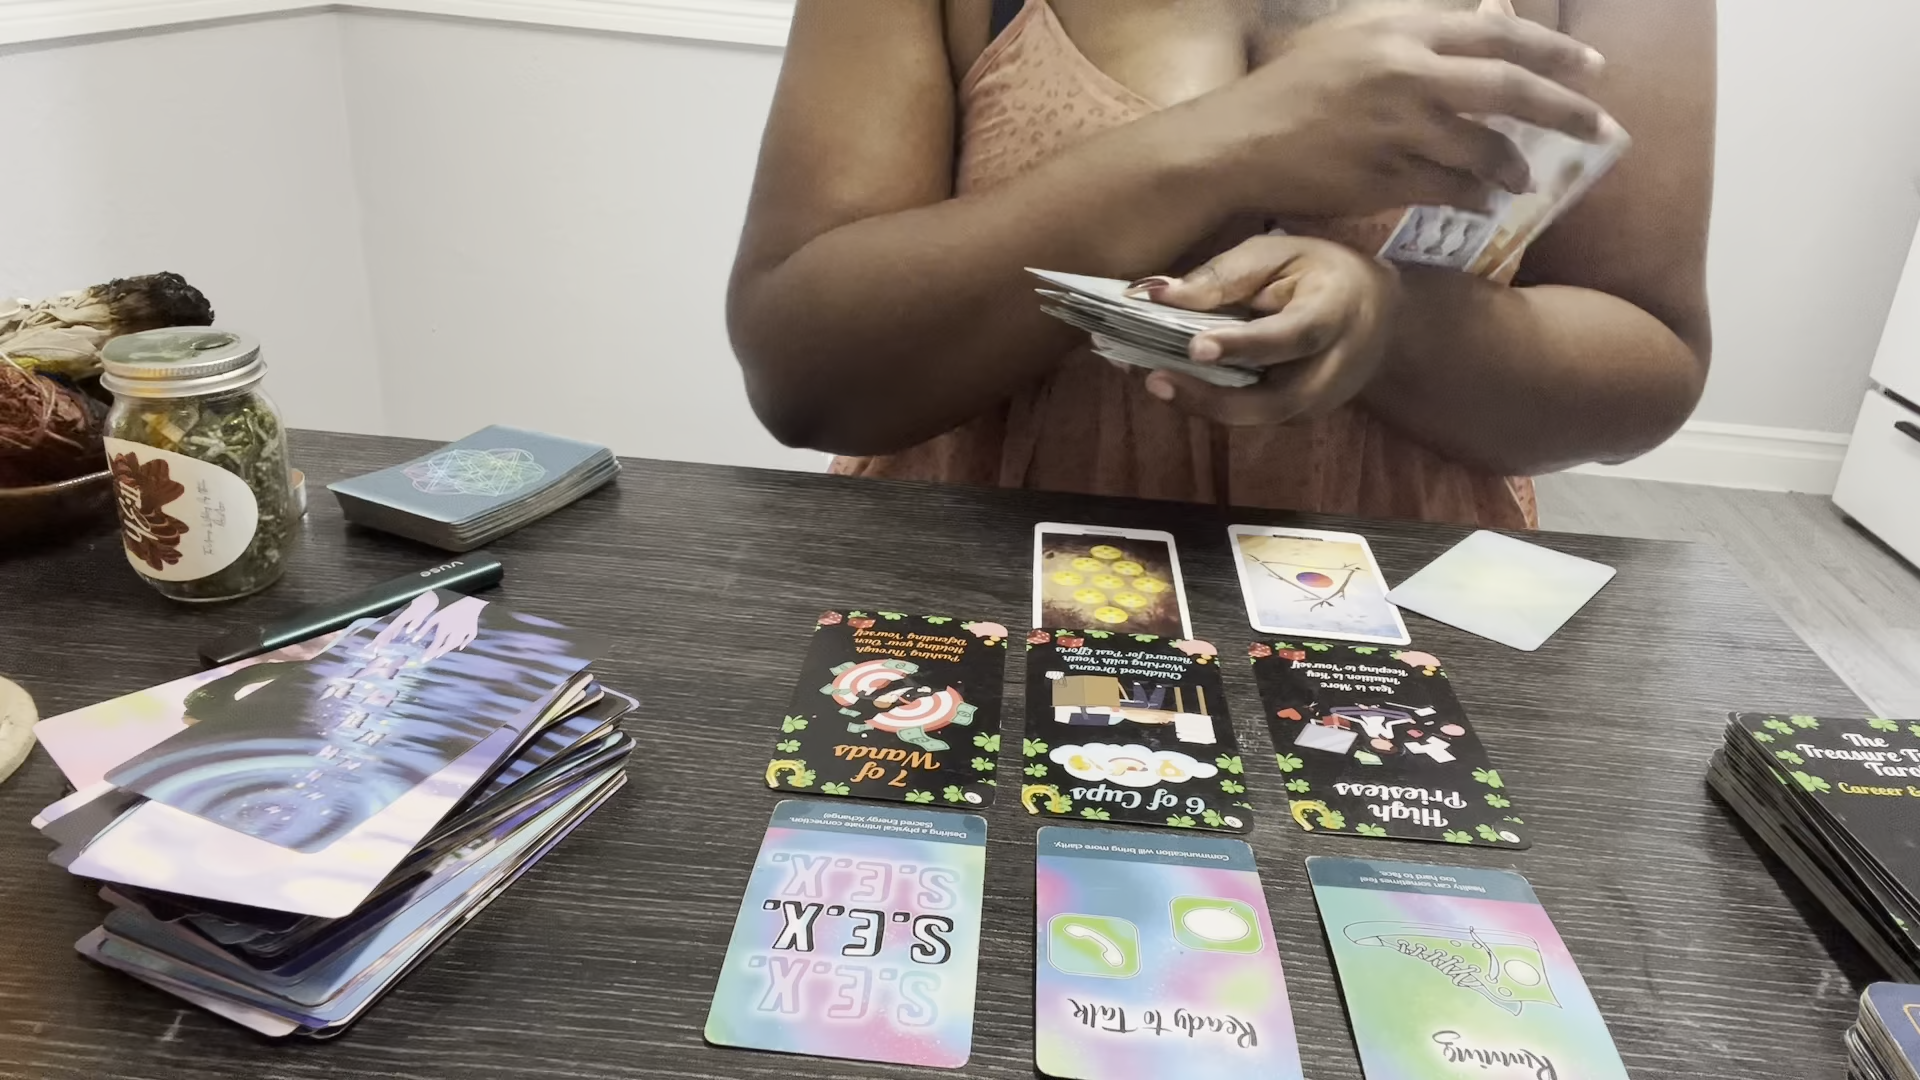 Vuse
Pushing Through
Holding your Own
Defending Yourself
7 of
Wands
Childhood Dreams
Working with Youth
Reward for Past Efforts
6 of Cups
Less is More
Intuition is Key
Keeping to Yourself
High
Priestess
The
Treasure
Career &
Desiring a physical intimate connection.
(Sacred Energy Xchange)
S.E.X.
S.E.X.
S.E.X.
Communication will bring more clarity.
Ready to Talk
Reality can sometimes feel
too hard to face.
Running